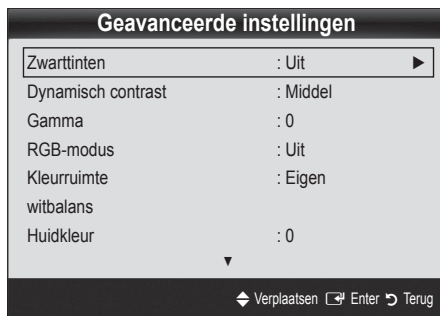 Geavanceerde instellingen
Zwarttinten : Uit ►
Dynamisch contrast : Middel
Gamma : 0
RGB-modus : Uit
Kleurruimte : Eigen
witbalans
Huidkleur : 0
▼
Verplaatsen Enter Terug